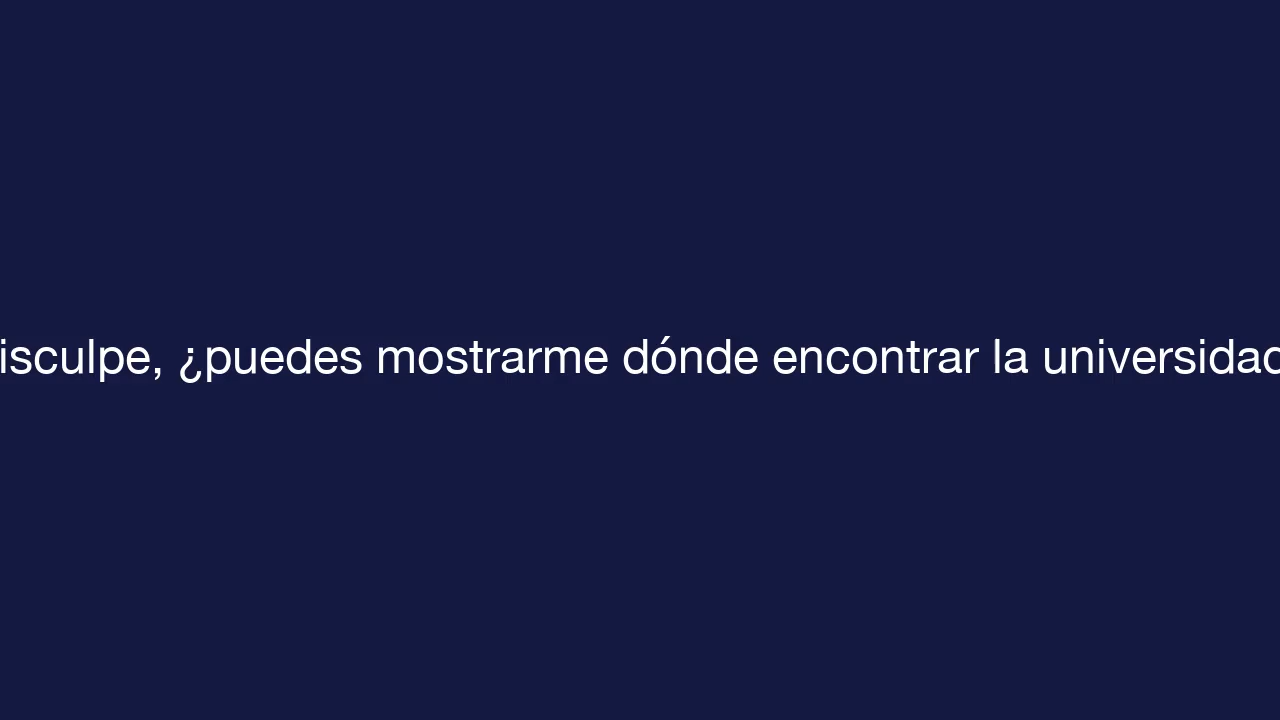 isculpe, ¿puedes mostrarme dónde encontrar la universidad